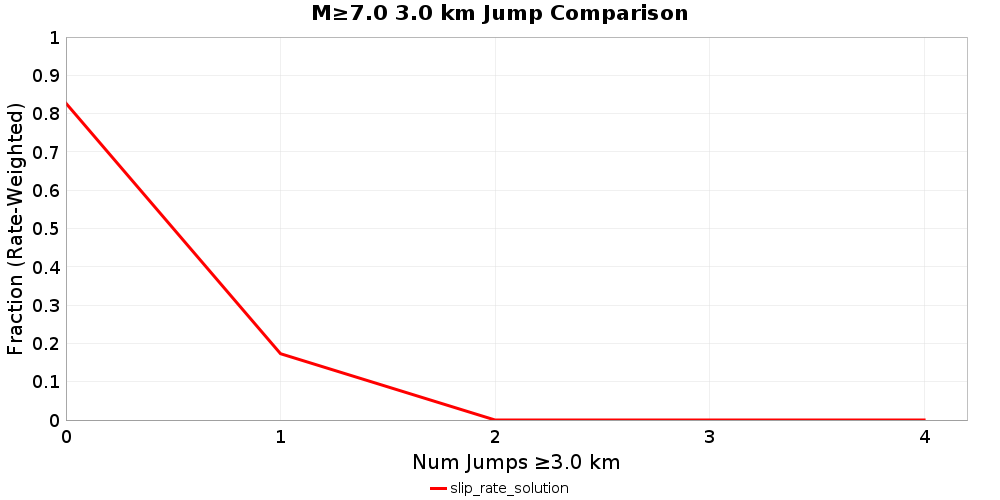 M≥7.0 3.0 km Jump Comparison
Fraction (Rate-Weighted)
1
0.9
0.8
0.7
0.6
0.5
0.4
0.3
0.2
0.1
0
0 1 2 3 4
Num Jumps ≥3.0 km
slip_rate_solution